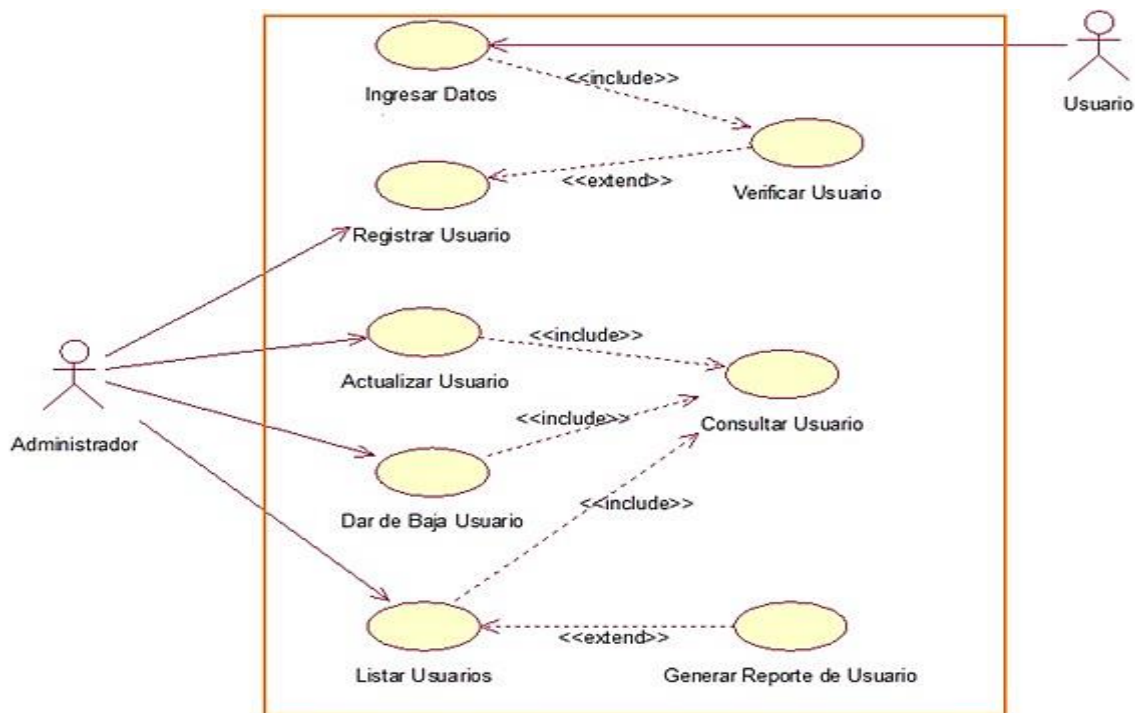 <<include>>
Ingresar Datos
Usuario
<<extend>>
Verificar Usuario
Registrar Usuario
<<include>>
Actualizar Usuario
<<include>>
Consultar Usuario
Administrador
<<include>>
Dar de Baja Usuario
<<extend>>
Listar Usuarios
Generar Reporte de Usuario